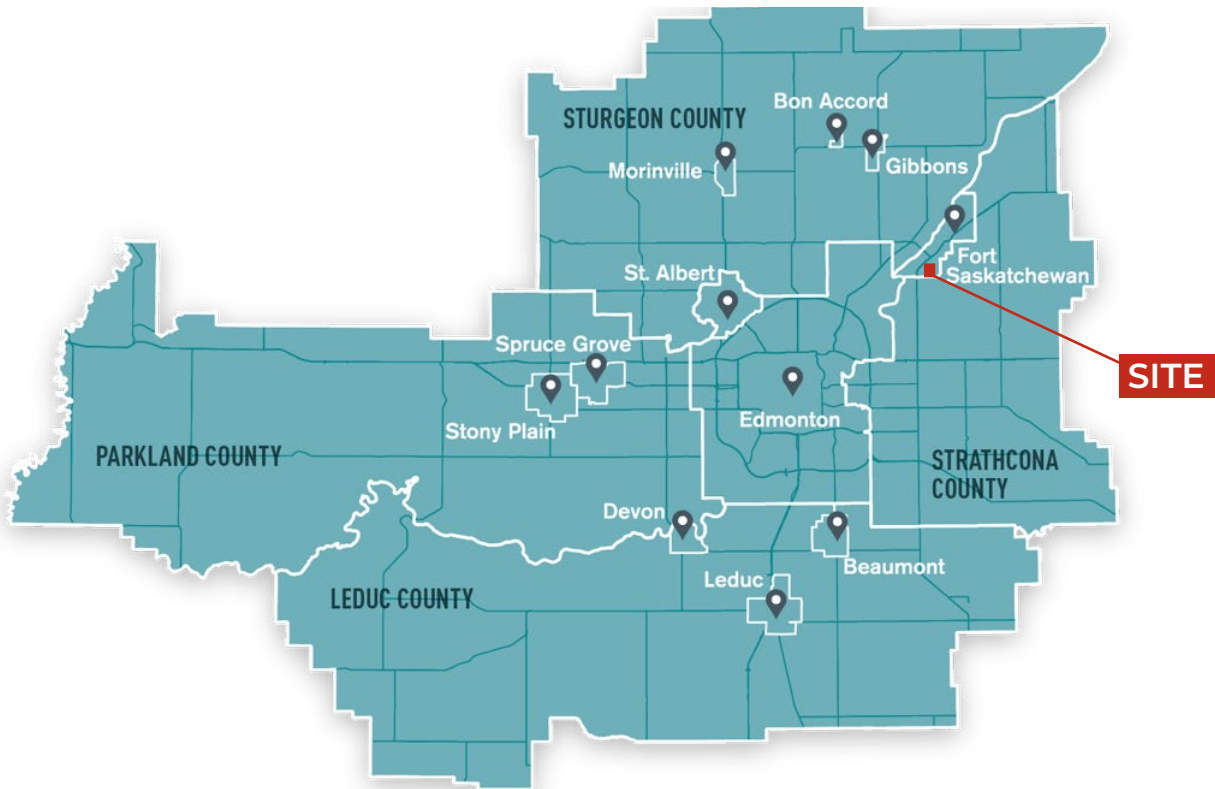 Bon Accord
STURGEON COUNTY
Morinville
Gibbons
Fort
Saskatchewan
St. Albert
Spruce Grove
SITE
Stony Plain
Edmonton
PARKLAND COUNTY
STRATHCONA
COUNTY
Devon
Beaumont
Leduc
LEDUC COUNTY